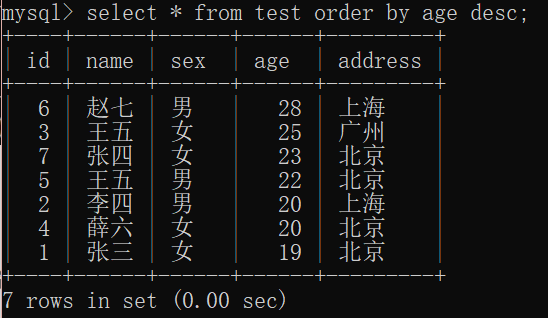 mysql> select * from test order by age desc;
+----+------+-----+-----+---------+
| id | name | sex | age | address |
+----+------+-----+-----+---------+
| 6 | 赵七 | 男 | 28 | 上海 |
| 3 | 王五 | 女 | 25 | 广州 |
| 7 | 张四 | 女 | 23 | 北京 |
| 5 | 王五 | 男 | 22 | 北京 |
| 2 | 李四 | 男 | 20 | 上海 |
| 4 | 薛六 | 女 | 20 | 北京 |
| 1 | 张三 | 女 | 19 | 北京 |
+----+------+-----+-----+---------+
7 rows in set (0.00 sec)